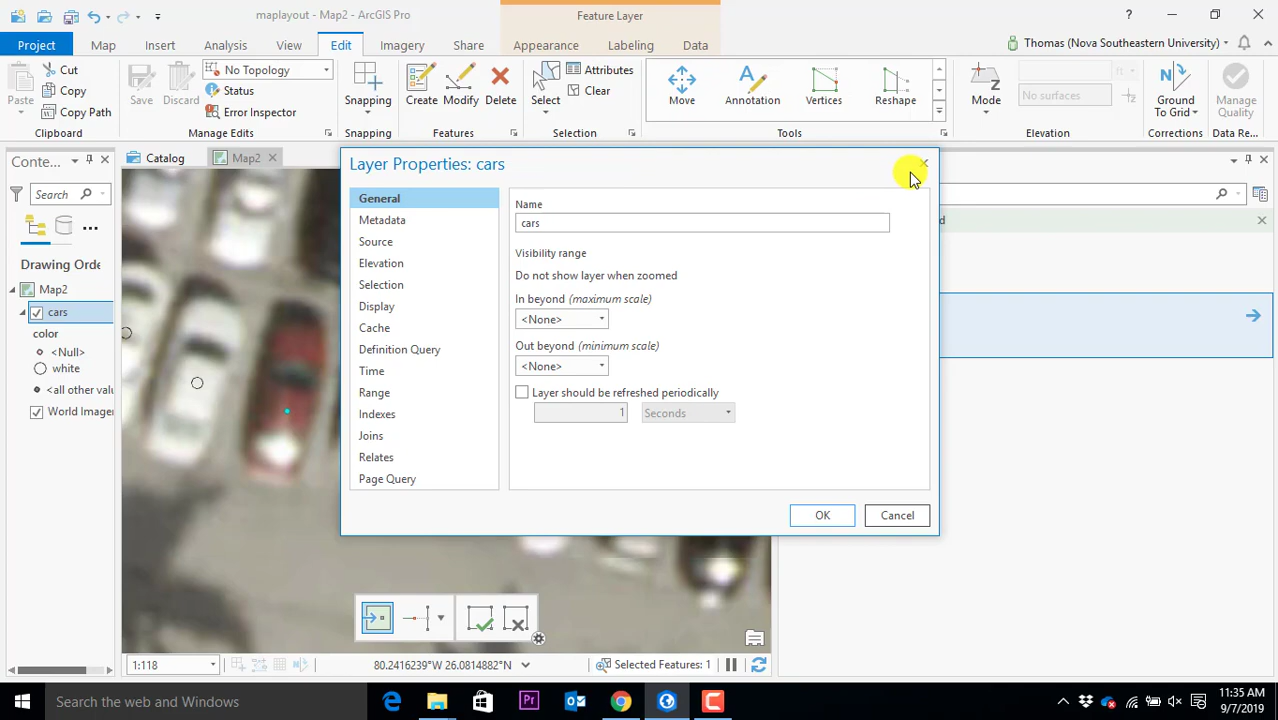 maplayout - Map2 - ArcGIS Pro
Feature Layer
?
Project
Map
Insert
Analysis
View
Edit
Imagery
Share
Appearance
Labeling
Data
Thomas (Nova Southeastern University)
Paste
Cut
Copy
Copy Path
Clipboard
Save
Discard
No Topology
Status
Error Inspector
Manage Edits
Snapping
Snapping
Create
Modify
Delete
Features
Select
Attributes
Clear
Selection
Move
Annotation
Vertices
Reshape
Tools
Mode
No surfaces
Elevation
Ground
To Grid
Corrections
Manage
Quality
Data Re...
Conte...
Catalog
Map2
Search
Drawing Orde
Map2
cars
color
<Null>
white
<all other valu
World Imager
Layer Properties: cars
General
Metadata
Source
Elevation
Selection
Display
Cache
Definition Query
Time
Range
Indexes
Joins
Relates
Page Query
Name
cars
Visibility range
Do not show layer when zoomed
In beyond (maximum scale)
<None>
Out beyond (minimum scale)
<None>
Layer should be refreshed periodically
1
Seconds
OK
Cancel
d
1:118
80.2416239°W 26.0814882°N
Selected Features: 1
Search the web and Windows
11:35 AM
9/7/2019